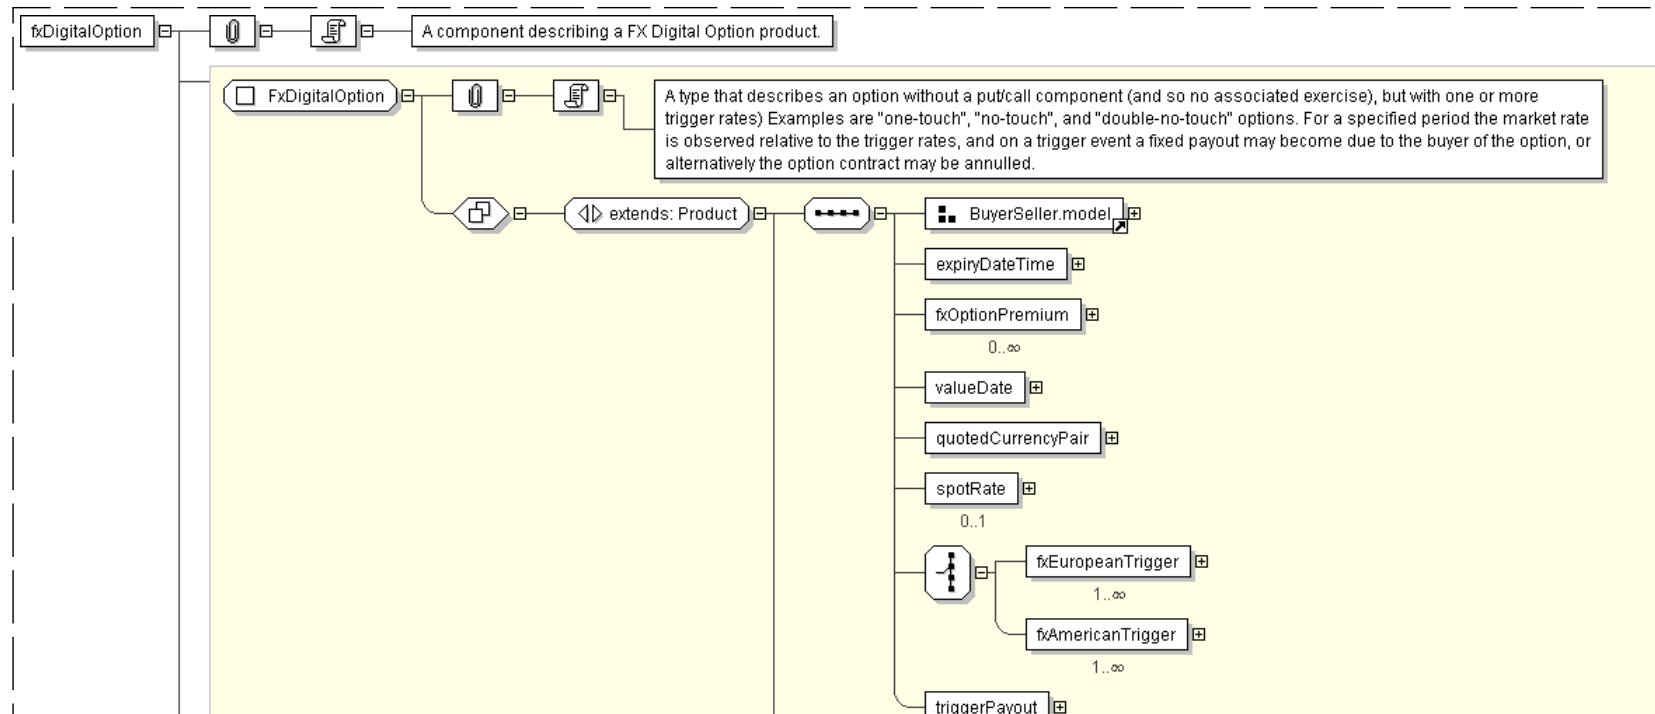 fxDigitalOption
A component describing a FX Digital Option product.
FxDigitalOption
A type that describes an option without a put/call component (and so no associated exercise), but with one or more
trigger rates) Examples are "one-touch", "no-touch", and "double-no-touch" options. For a specified period the market rate
is observed relative to the trigger rates, and on a trigger event a fixed payout may become due to the buyer of the option, or
alternatively the option contract may be annulled.
extends: Product
BuyerSeller.model
expiryDateTime
fxOptionPremium
0..∞
valueDate
quotedCurrencyPair
spotRate
0..1
fxEuropeanTrigger
1..∞
fxAmericanTrigger
1..∞
triggerPayout